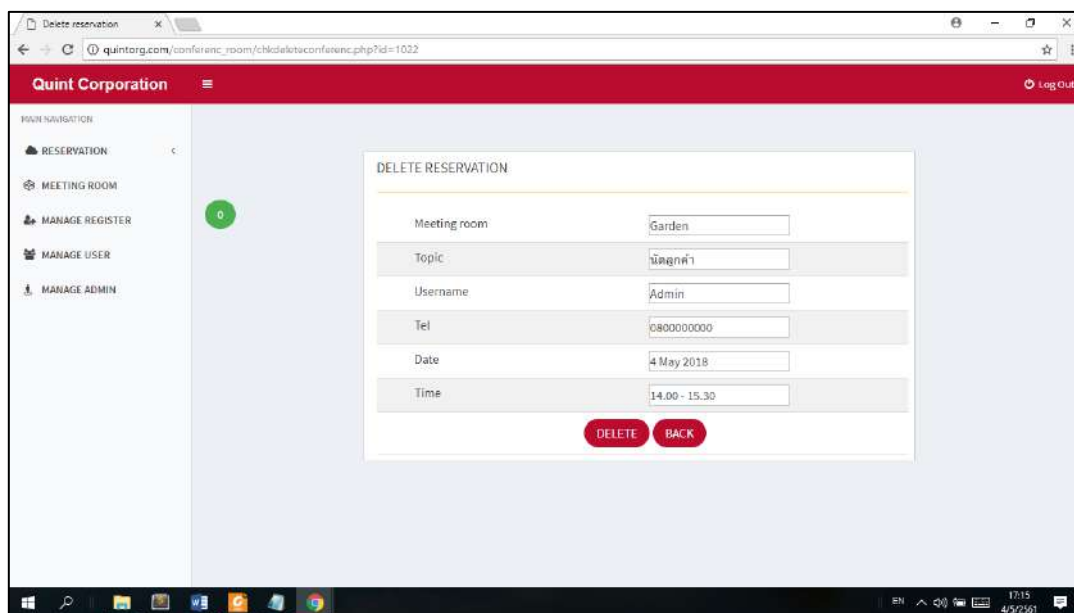 Delete reservation
quintorg.com/conferenc_room/chkdeleteconferenc.php?id=1022
Quint Corporation
Log Out
MAIN NAVIGATION
RESERVATION
MEETING ROOM
MANAGE REGISTER
MANAGE USER
MANAGE ADMIN
0
DELETE RESERVATION
Meeting room Garden
Topic นัดลูกค้า
Username Admin
Tel 0800000000
Date 4 May 2018
Time 14.00 - 15.30
DELETE BACK
EN
17:15
4/5/2561